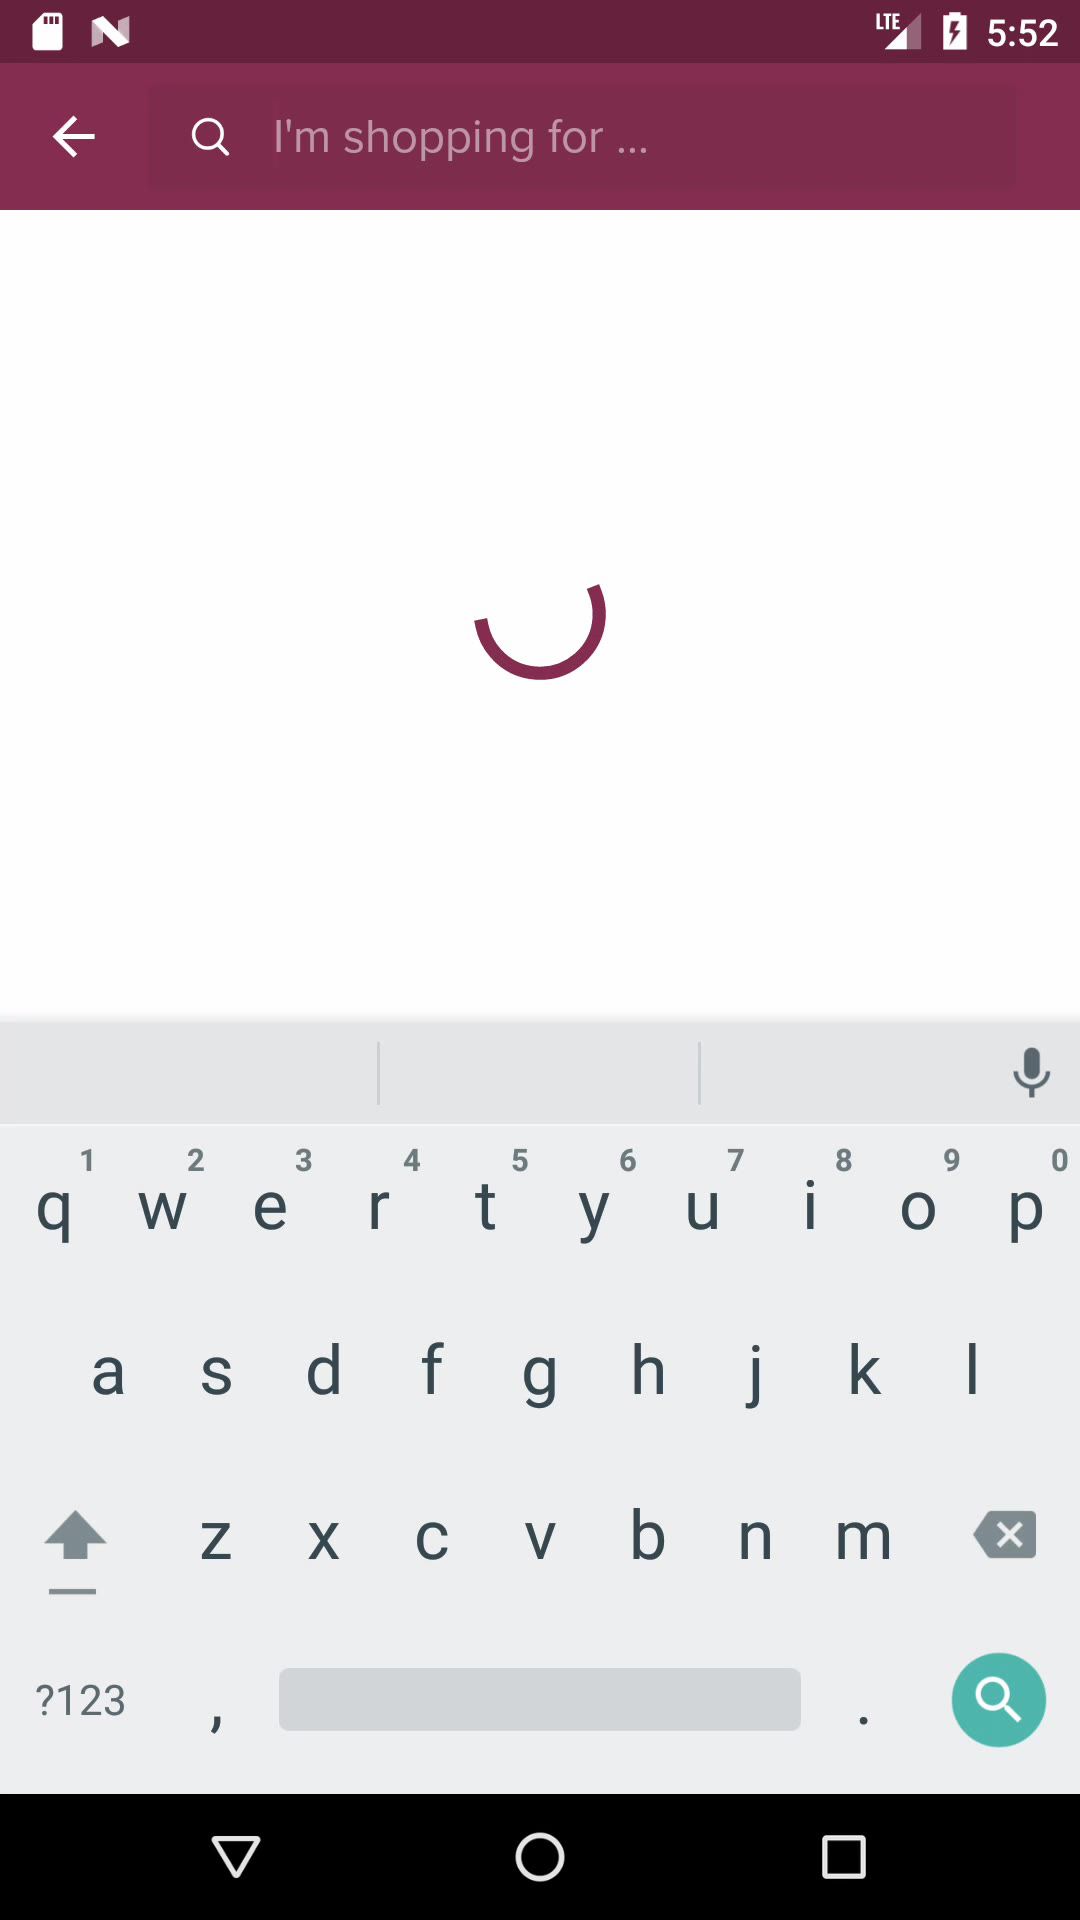 LTE 5:52
I'm shopping for ...
1 2 3 4 5 6 7 8 9 0
q w e r t y u i o p
a s d f g h j k l
z x c v b n m
?123 , .